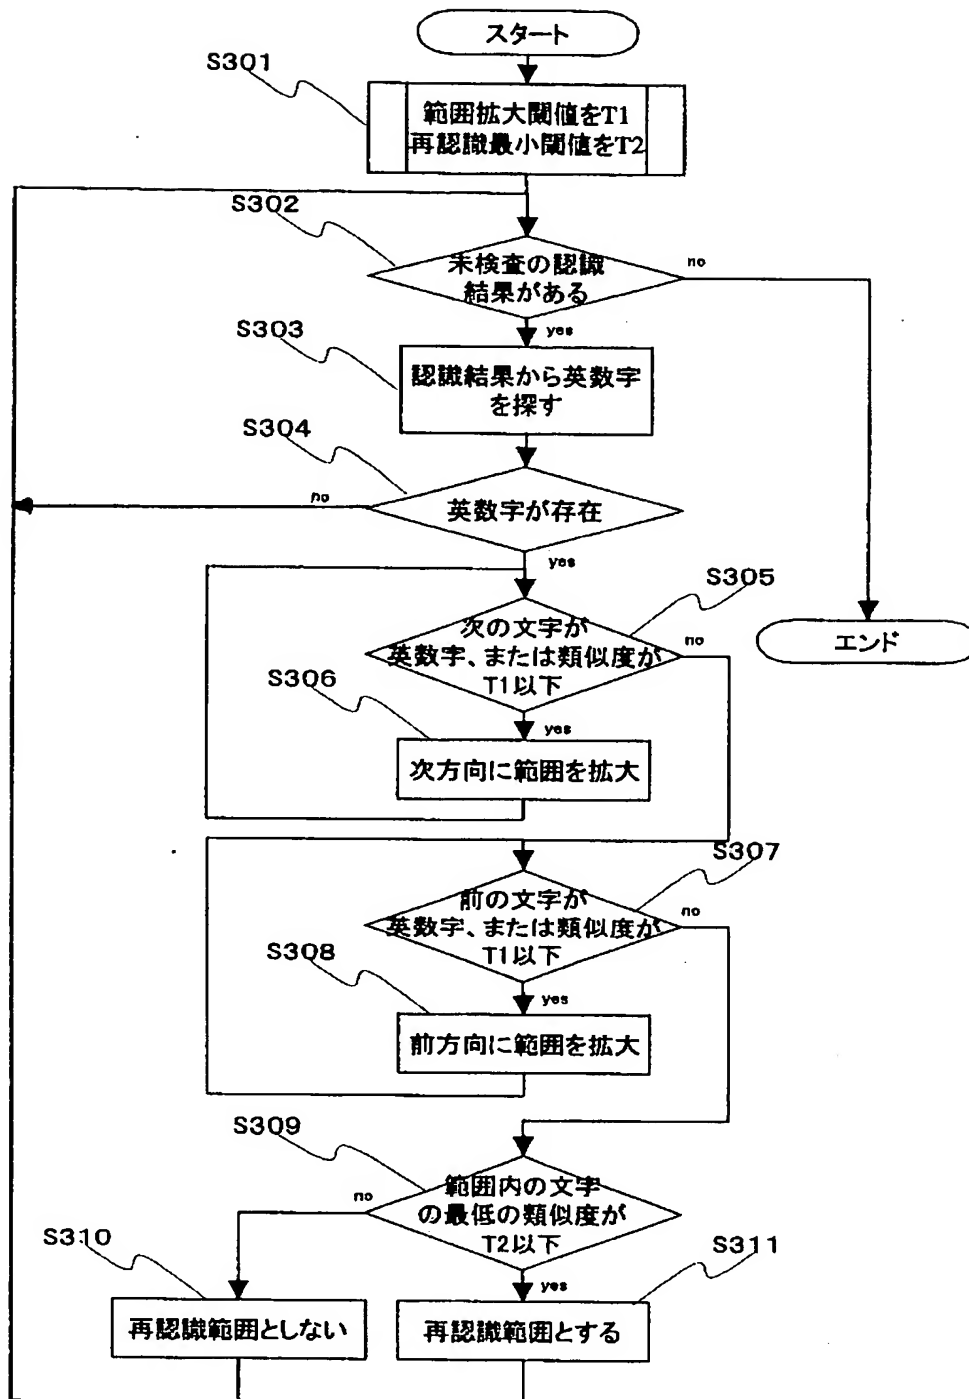 スタート
S301
範囲拡大閾値をT1
再認識最小閾値をT2
S302
未検査の認識
結果がある
no
yes
S303
認識結果から英数字
を探す
S304
英数字が存在
no
yes
S305
次の文字が
英数字、または類似度が
T1以下
no
エンド
S306
yes
次方向に範囲を拡大
S307
前の文字が
英数字、または類似度が
T1以下
no
S308
yes
前方向に範囲を拡大
S309
範囲内の文字
の最低の類似度が
T2以下
no
yes
S310
再認識範囲としない
S311
再認識範囲とする